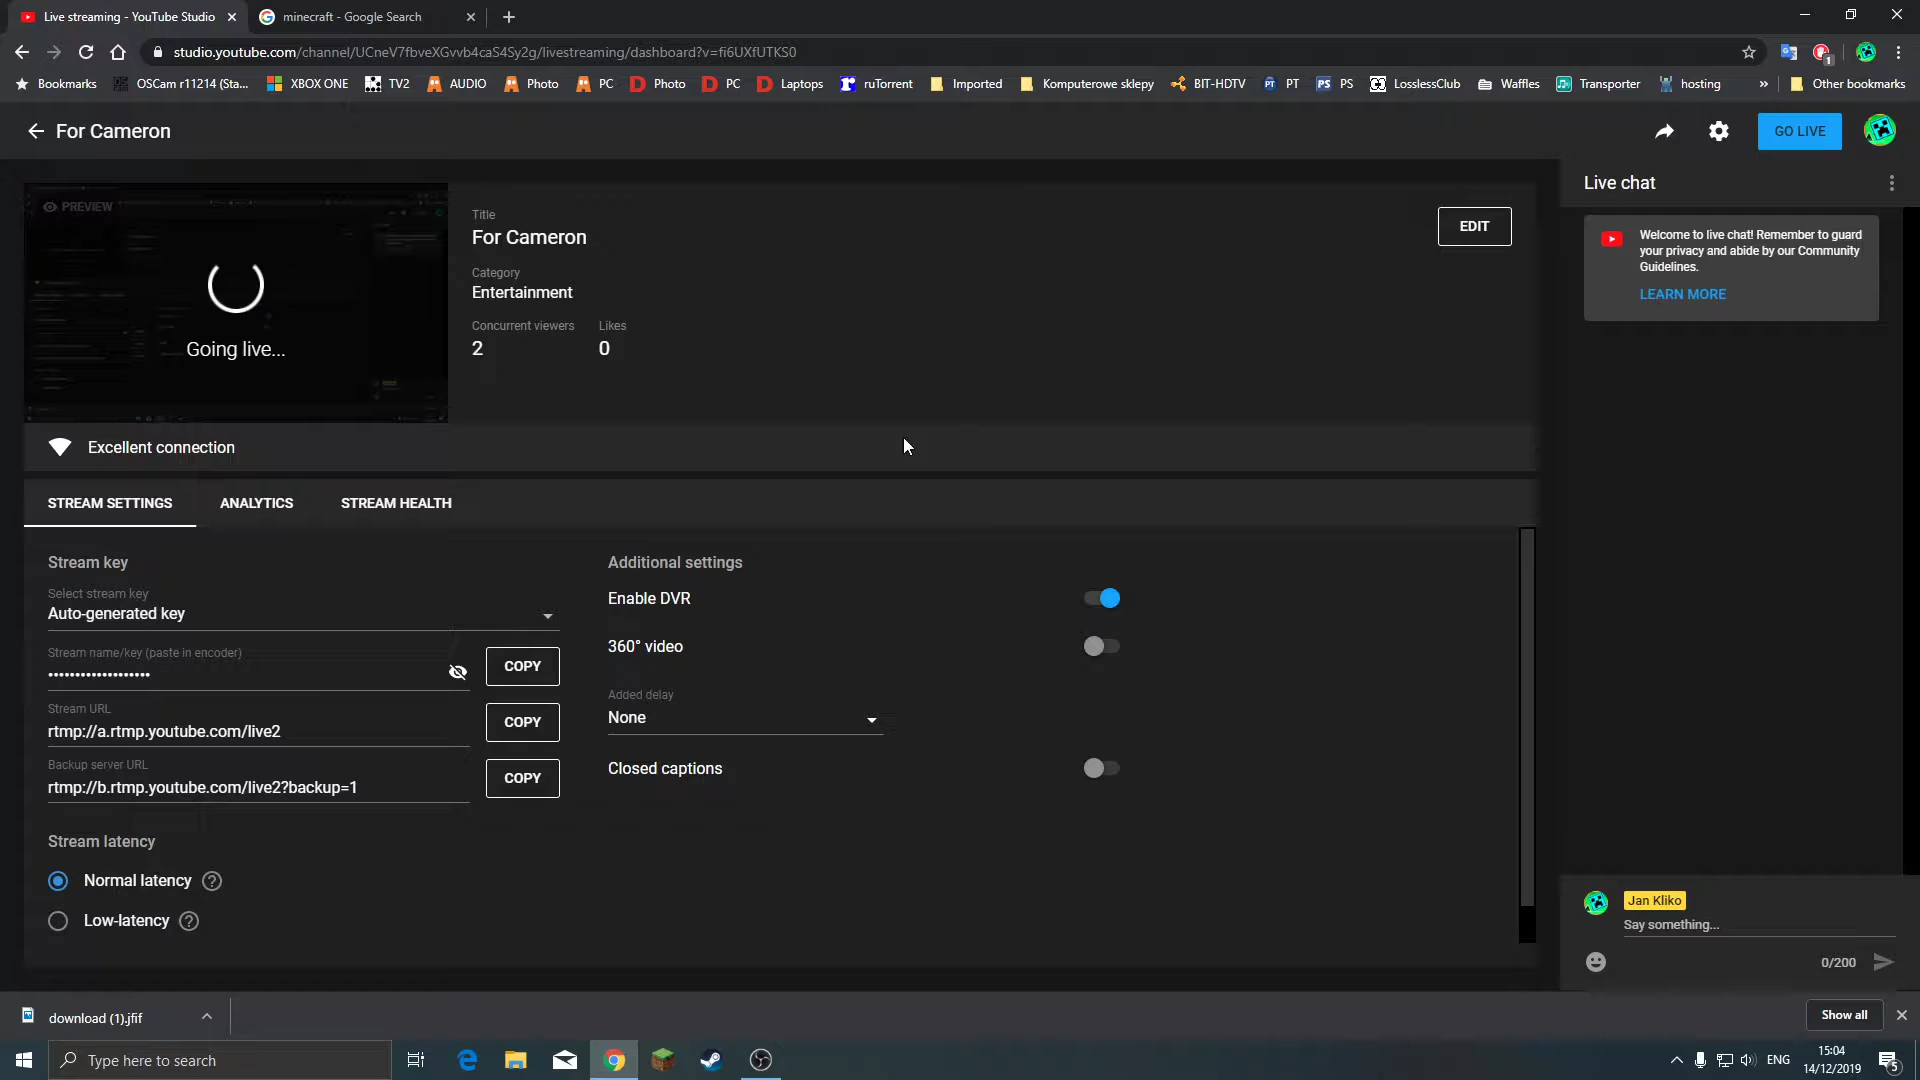 Live streaming - YouTube Studio
minecraft - Google Search
studio.youtube.com/channel/UCneV7fbveXGvvb4caS4Sy2g/livestreaming/dashboard?v=fi6UXfUTKS0
1
Bookmarks
OSCam r11214 (Sta...
XBOX ONE
TV2
AUDIO
Photo
PC
Photo
PC
Laptops
ruTorrent
Imported
Komputerowe sklepy
BIT-HDTV
PT
PS
LosslessClub
Waffles
Transporter
hosting
»
Other bookmarks
For Cameron
GO LIVE
PREVIEW
Going live...
Title
For Cameron
EDIT
Category
Entertainment
Concurrent viewers
Likes
2
0
Excellent connection
STREAM SETTINGS
ANALYTICS
STREAM HEALTH
Stream key
Select stream key
Auto-generated key
Stream name/key (paste in encoder)
•••••••••••••••••••
COPY
Stream URL
rtmp://a.rtmp.youtube.com/live2
COPY
Backup server URL
rtmp://b.rtmp.youtube.com/live2?backup=1
COPY
Stream latency
Normal latency
Low-latency
Additional settings
Enable DVR
360° video
Added delay
None
Closed captions
Live chat
Welcome to live chat! Remember to guard
your privacy and abide by our Community
Guidelines.
LEARN MORE
Jan Kliko
Say something...
0/200
download (1).jfif
Show all
Type here to search
ENG
15:04
14/12/2019
5